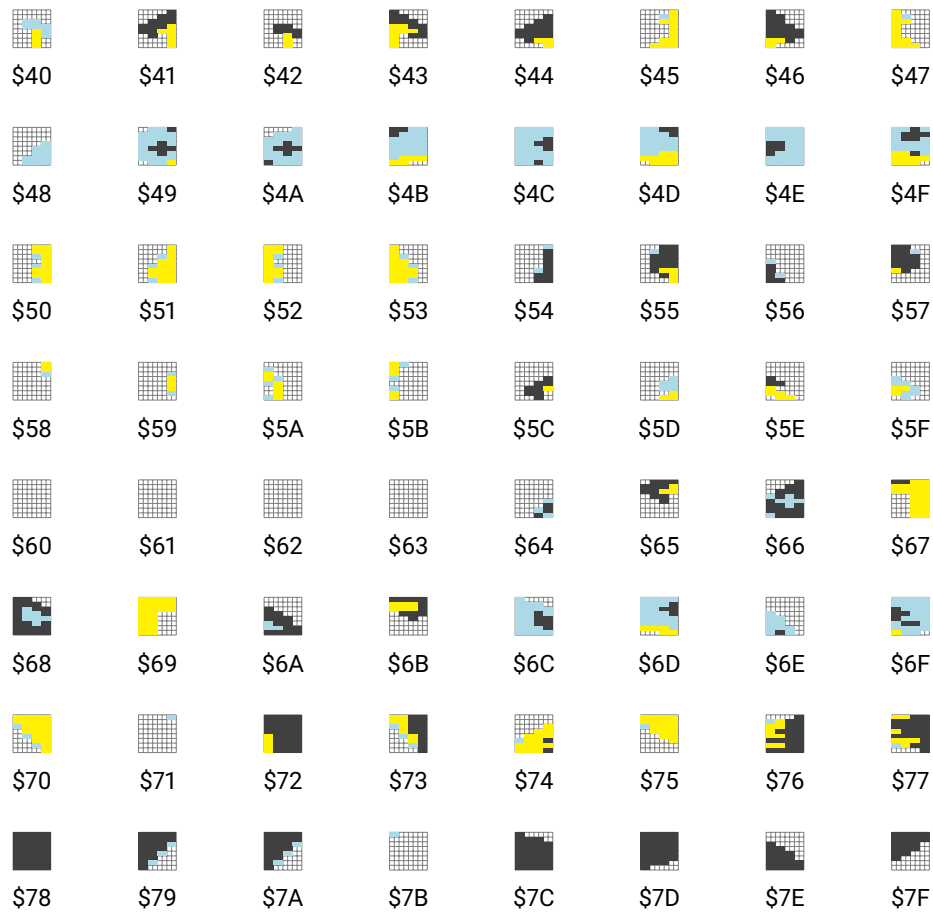 $40 $41 $42 $43 $44 $45 $46 $47
$48 $49 $4A $4B $4C $4D $4E $4F
$50 $51 $52 $53 $54 $55 $56 $57
$58 $59 $5A $5B $5C $5D $5E $5F
$60 $61 $62 $63 $64 $65 $66 $67
$68 $69 $6A $6B $6C $6D $6E $6F
$70 $71 $72 $73 $74 $75 $76 $77
$78 $79 $7A $7B $7C $7D $7E $7F